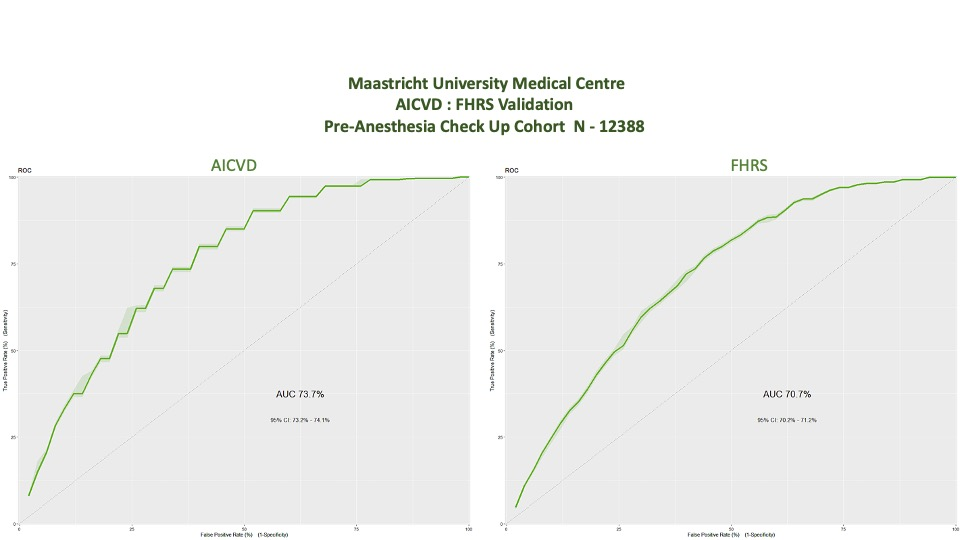 Maastricht University Medical Centre
AICVD : FHRS Validation
Pre-Anesthesia Check Up Cohort N - 12388
AICVD
ROC
100
75
50
25
0
True Positive Rate (%) (Sensitivity)
AUC 73.7%
95% CI: 73.2% - 74.1%
0
25
50
75
100
False Positive Rate (%) (1-Specificity)
FHRS
ROC
100
75
50
25
0
True Positive Rate (%) (Sensitivity)
AUC 70.7%
95% CI: 70.2% - 71.2%
0
25
50
75
100
False Positive Rate (%) (1-Specificity)